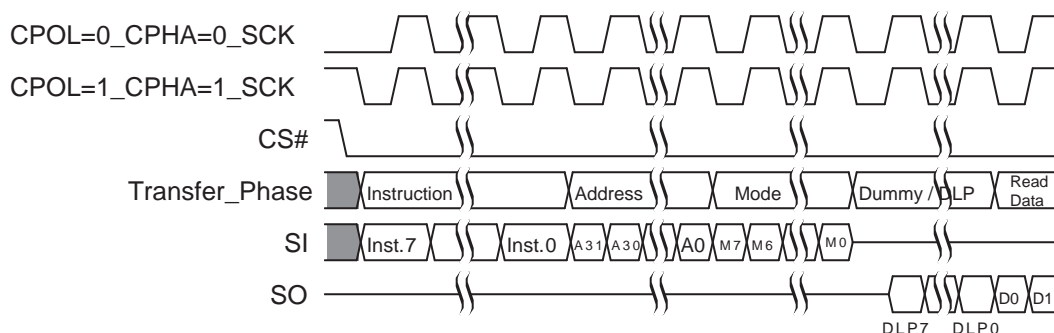 CPOL=0_CPHA=0_SCK
CPOL=1_CPHA=1_SCK
CS#
Transfer_Phase Instruction Address Mode Dummy / DLP Read Data
SI Inst.7 Inst.0 A31 A30 A0 M7 M6 M0
SO D0 D1
DLP7 DLP0